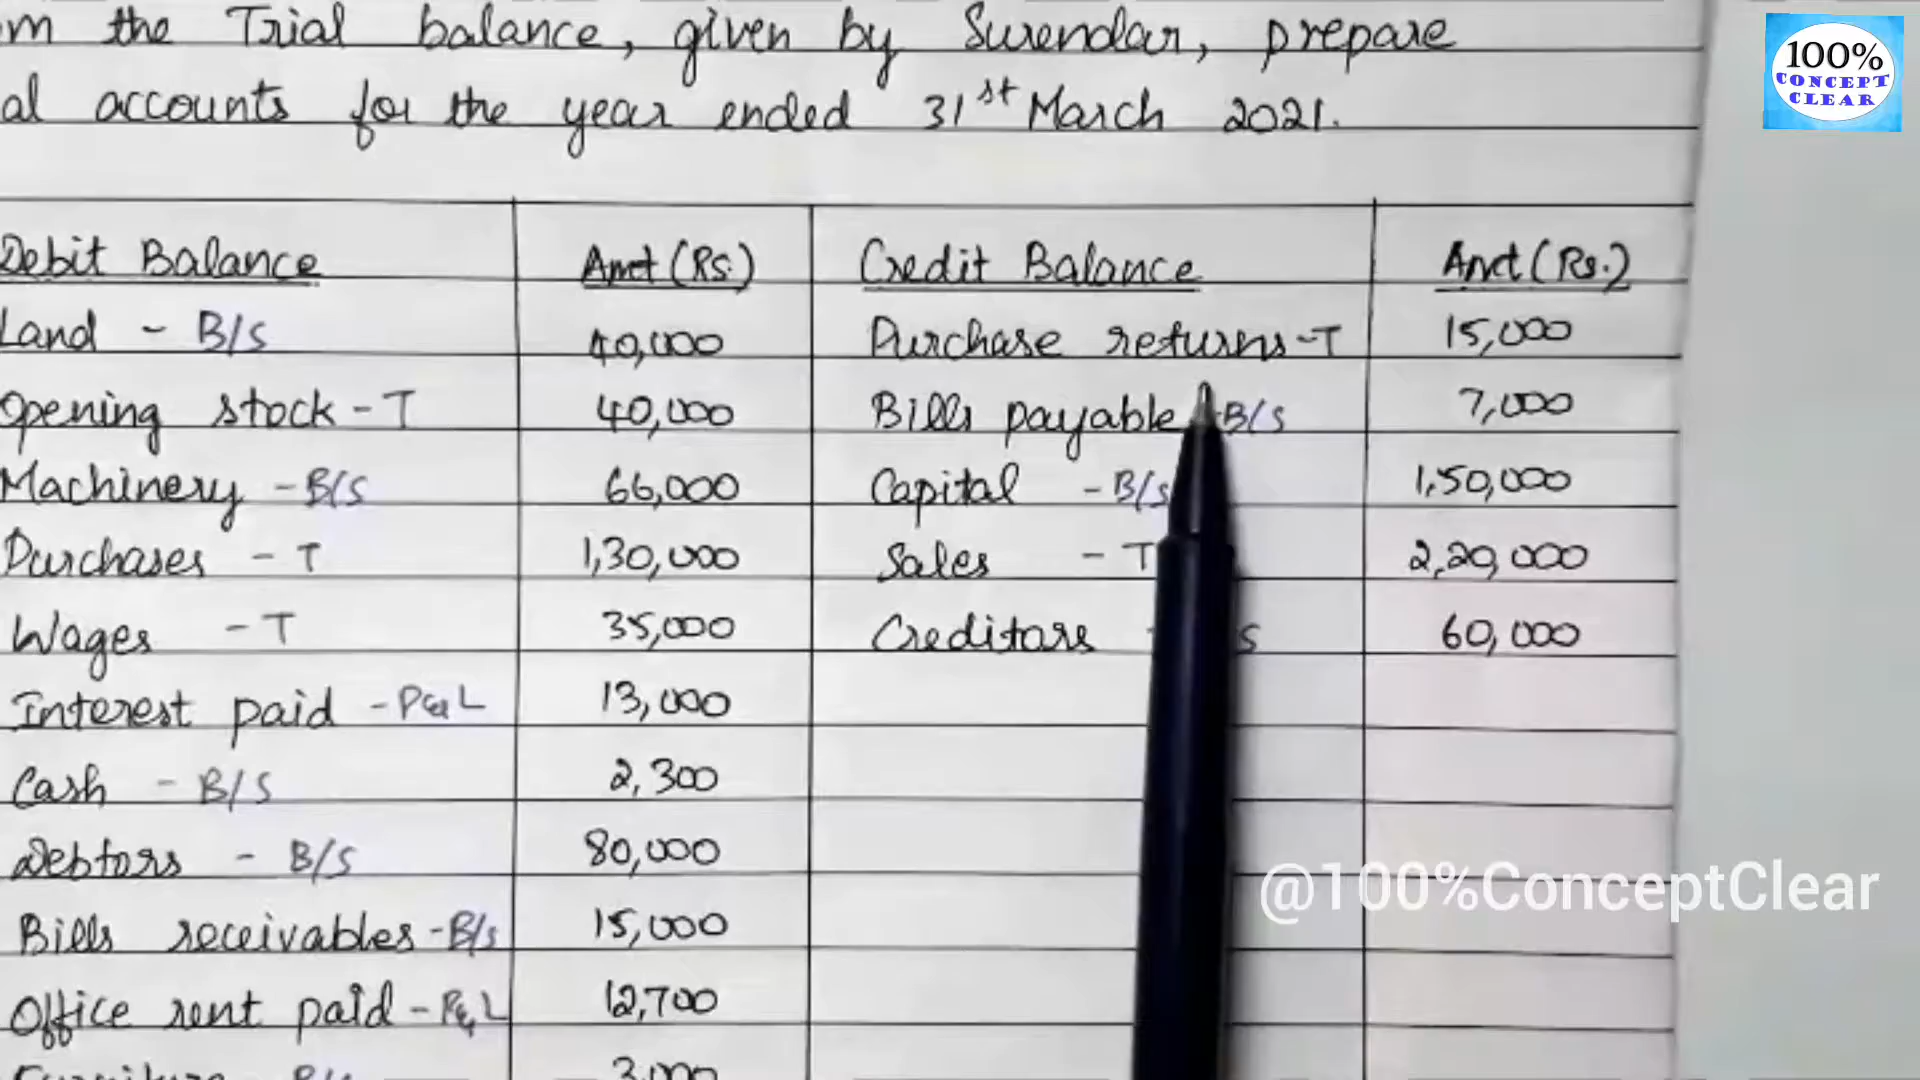 m the Trial balance, given by Surendar, prepare
al accounts for the year ended 31st March 2021.
100%
CONCEPT
CLEAR
Debit Balance Amt (Rs.) Credit Balance Amt (Rs.)
Land - B/S 40,000 Purchase returns - T 15,000
Opening stock - T 40,000 Bills payable - B/S 7,000
Machinery - B/S 66,000 Capital - B/S 1,50,000
Purchases - T 1,30,000 Sales - T 2,20,000
Wages - T 35,000 Creditors S 60,000
Interest paid - P&L 13,000
Cash - B/S 2,300
Debtors - B/S 80,000
Bills receivables - B/S 15,000
Office rent paid - P&L 12,700
3,000
@100%ConceptClear